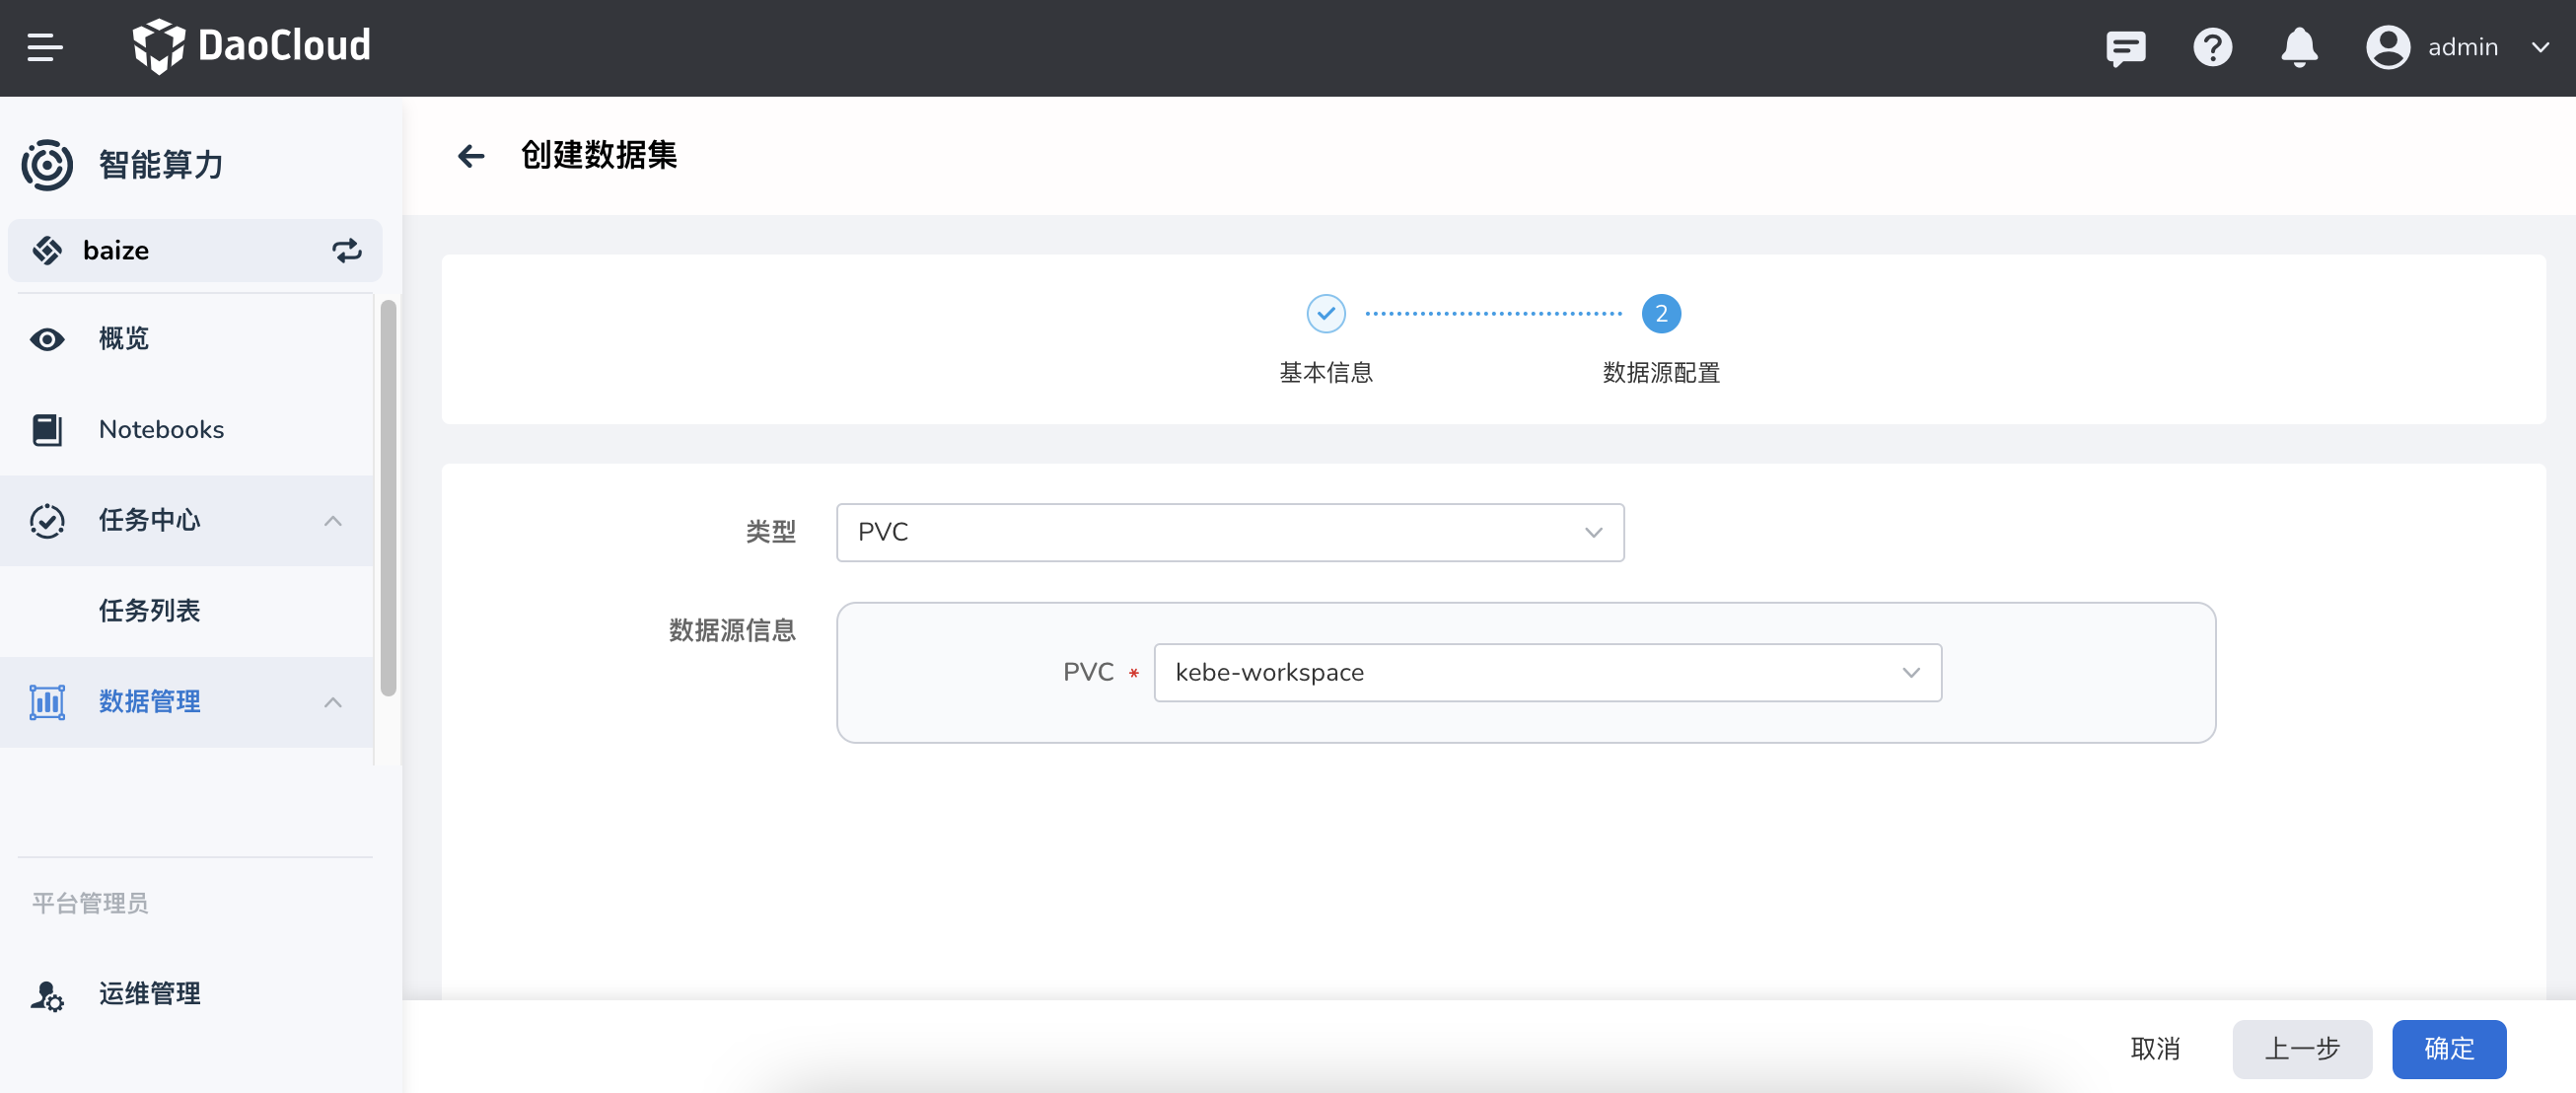 DaoCloud
admin
智能算力
baize
概览
Notebooks
任务中心
任务列表
数据管理
平台管理员
运维管理
创建数据集
2
基本信息
数据源配置
类型
PVC
数据源信息
PVC *
kebe-workspace
取消
上一步
确定